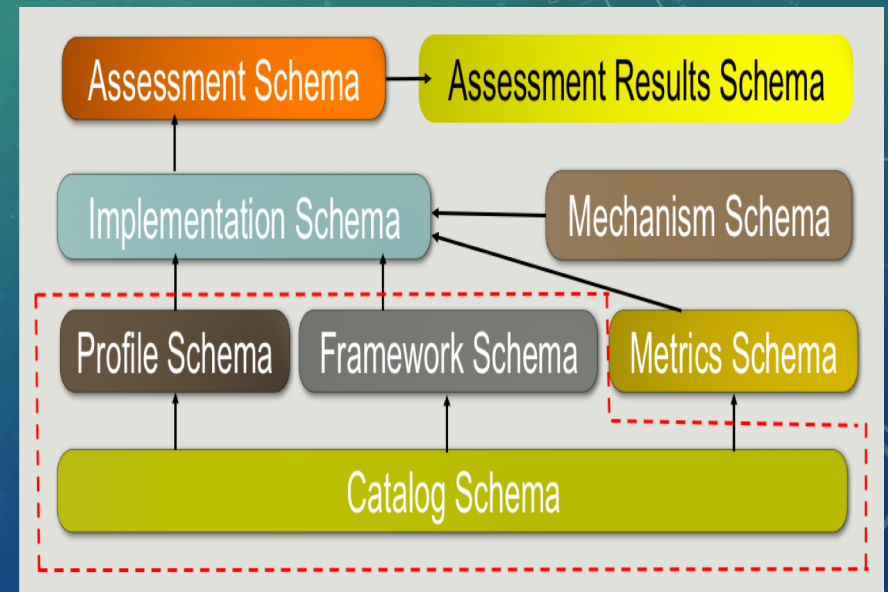 Assessment Schema
Assessment Results Schema
Implementation Schema
Mechanism Schema
Profile Schema
Framework Schema
Metrics Schema
Catalog Schema